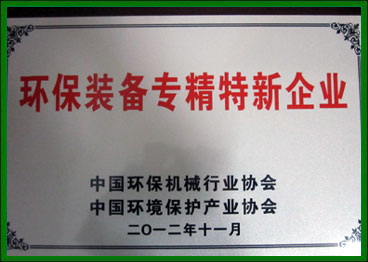 环保装备专精特新企业
中国环保机械行业协会
中国环境保护产业协会
二〇一二年十一月